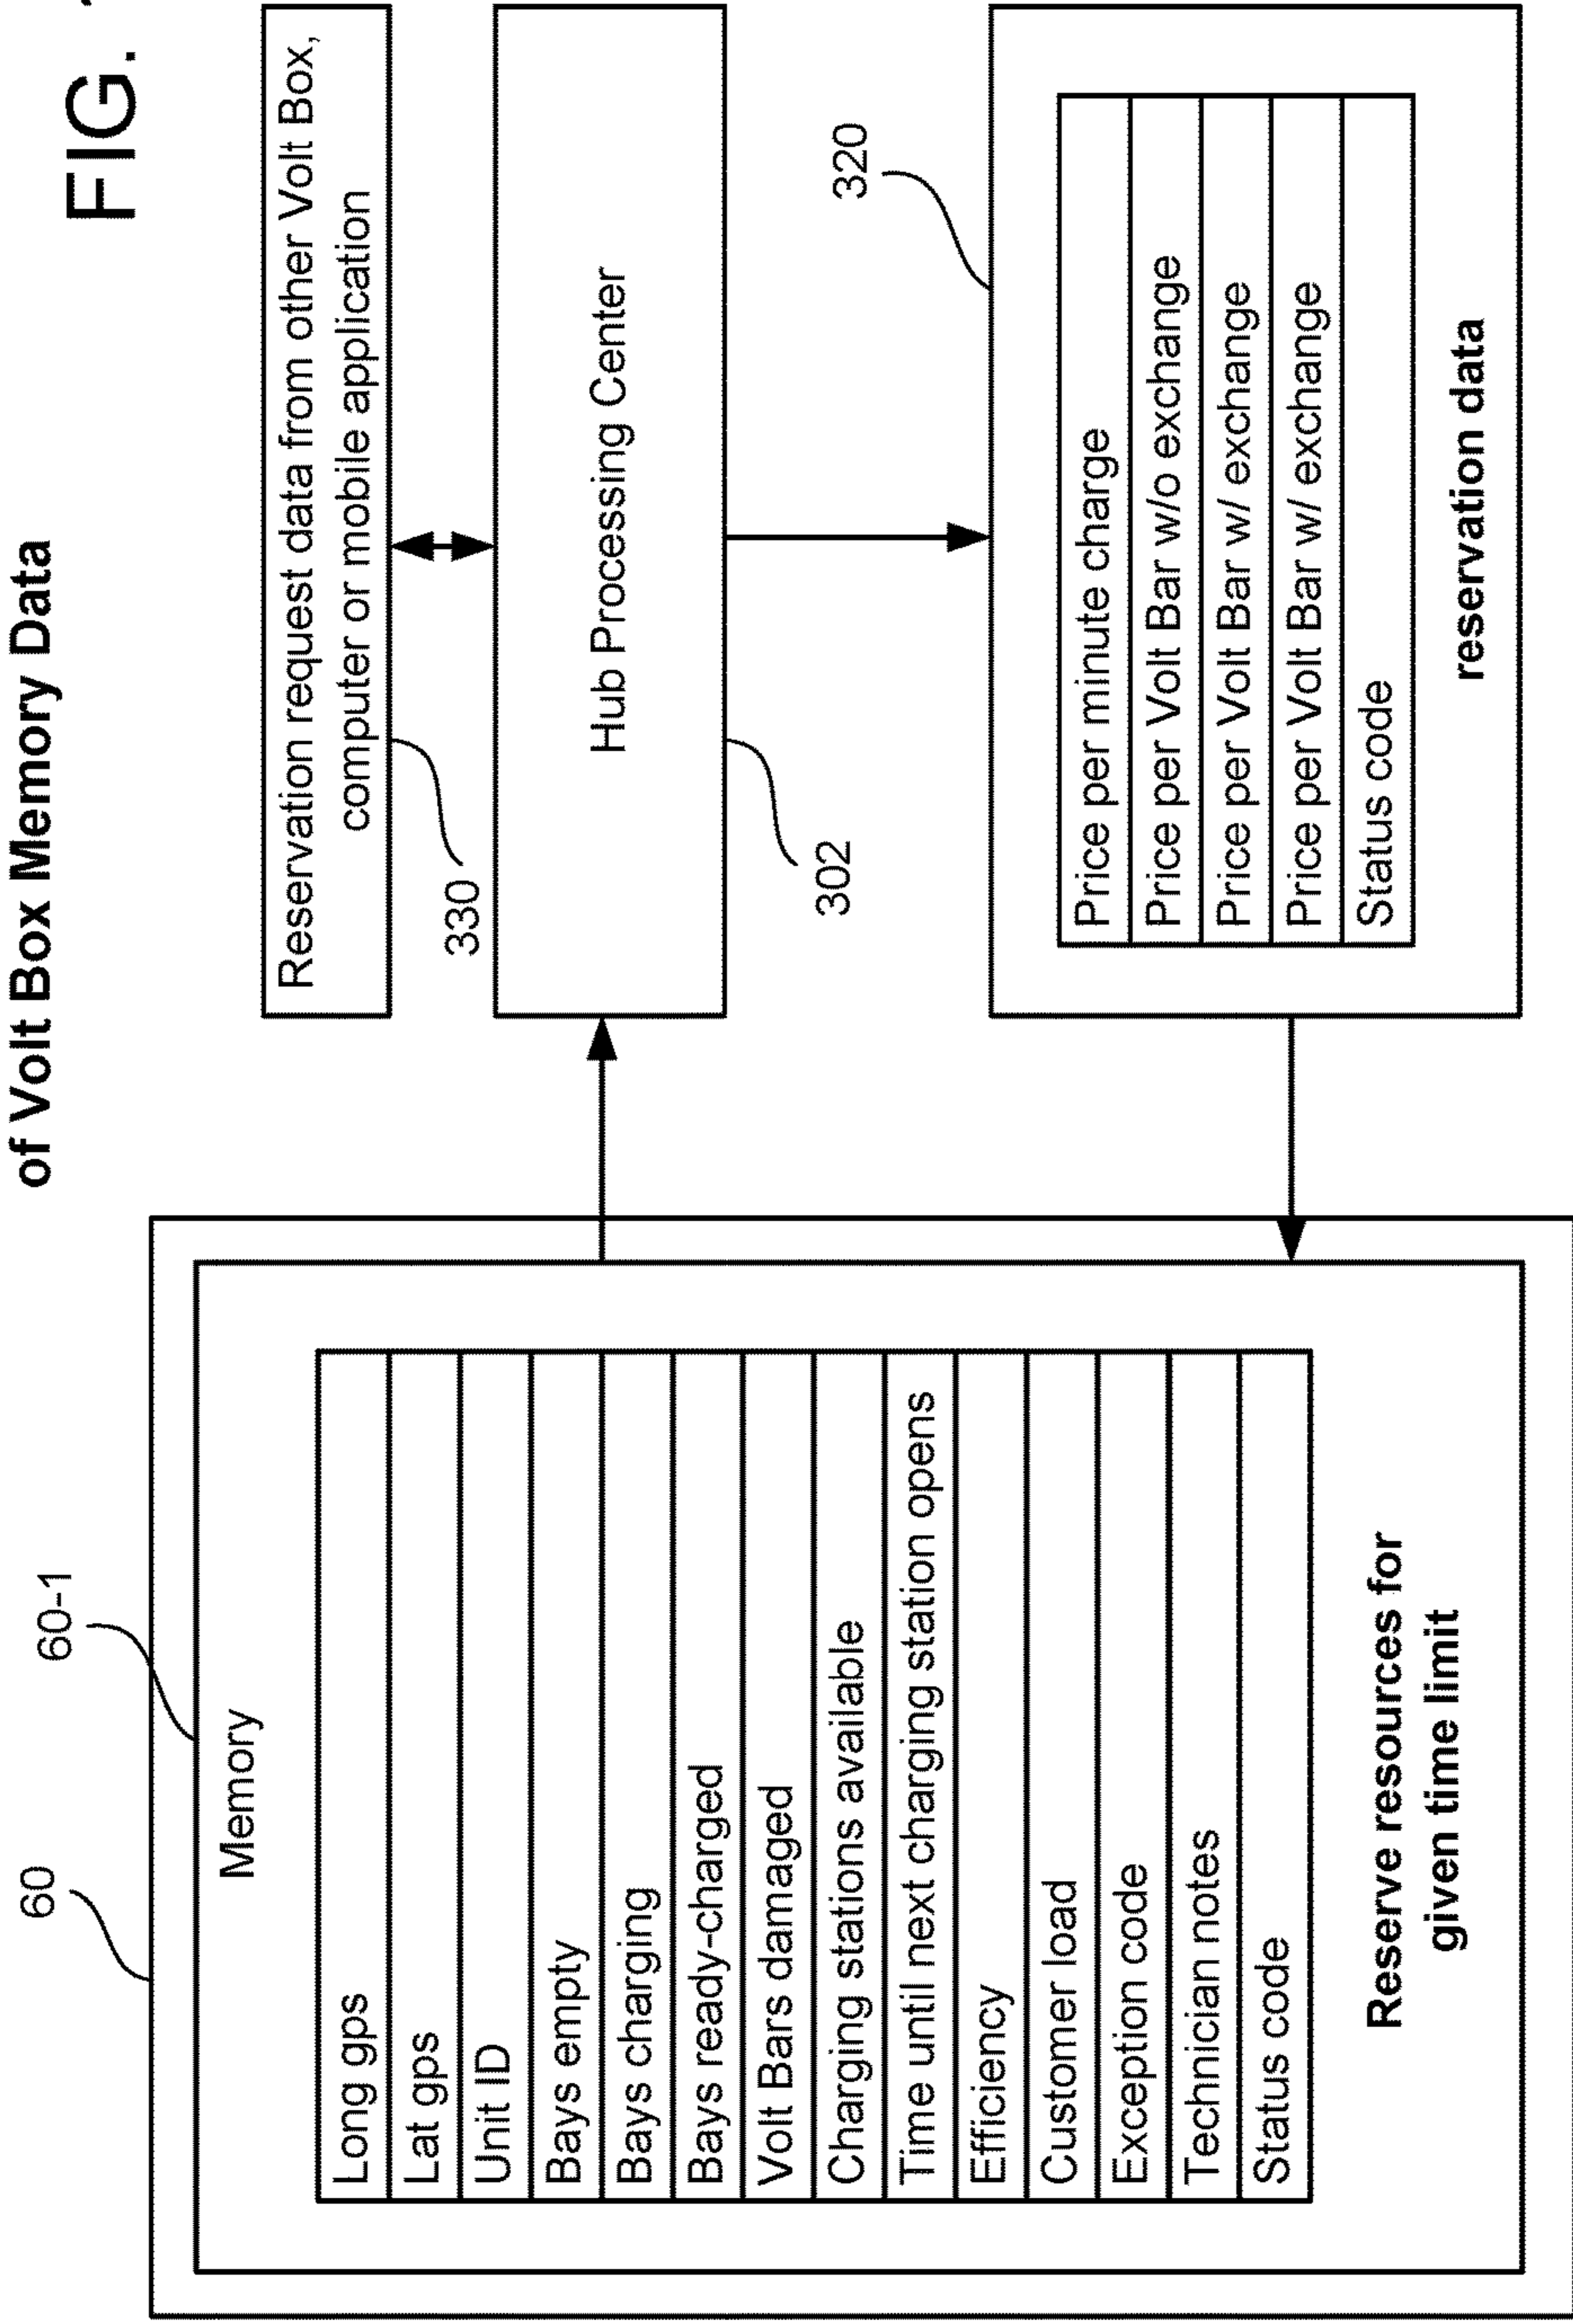 of Volt Box Memory Data
FIG.
60
60-1
Memory
Long gps
Lat gps
Unit ID
Bays empty
Bays charging
Bays ready-charged
Volt Bars damaged
Charging stations available
Time until next charging station opens
Efficiency
Customer load
Exception code
Technician notes
Status code
Reserve resources for
given time limit
Reservation request data from other Volt Box,
computer or mobile application
330
Hub Processing Center
302
320
Price per minute charge
Price per Volt Bar w/o exchange
Price per Volt Bar w/ exchange
Price per Volt Bar w/ exchange
Status code
reservation data